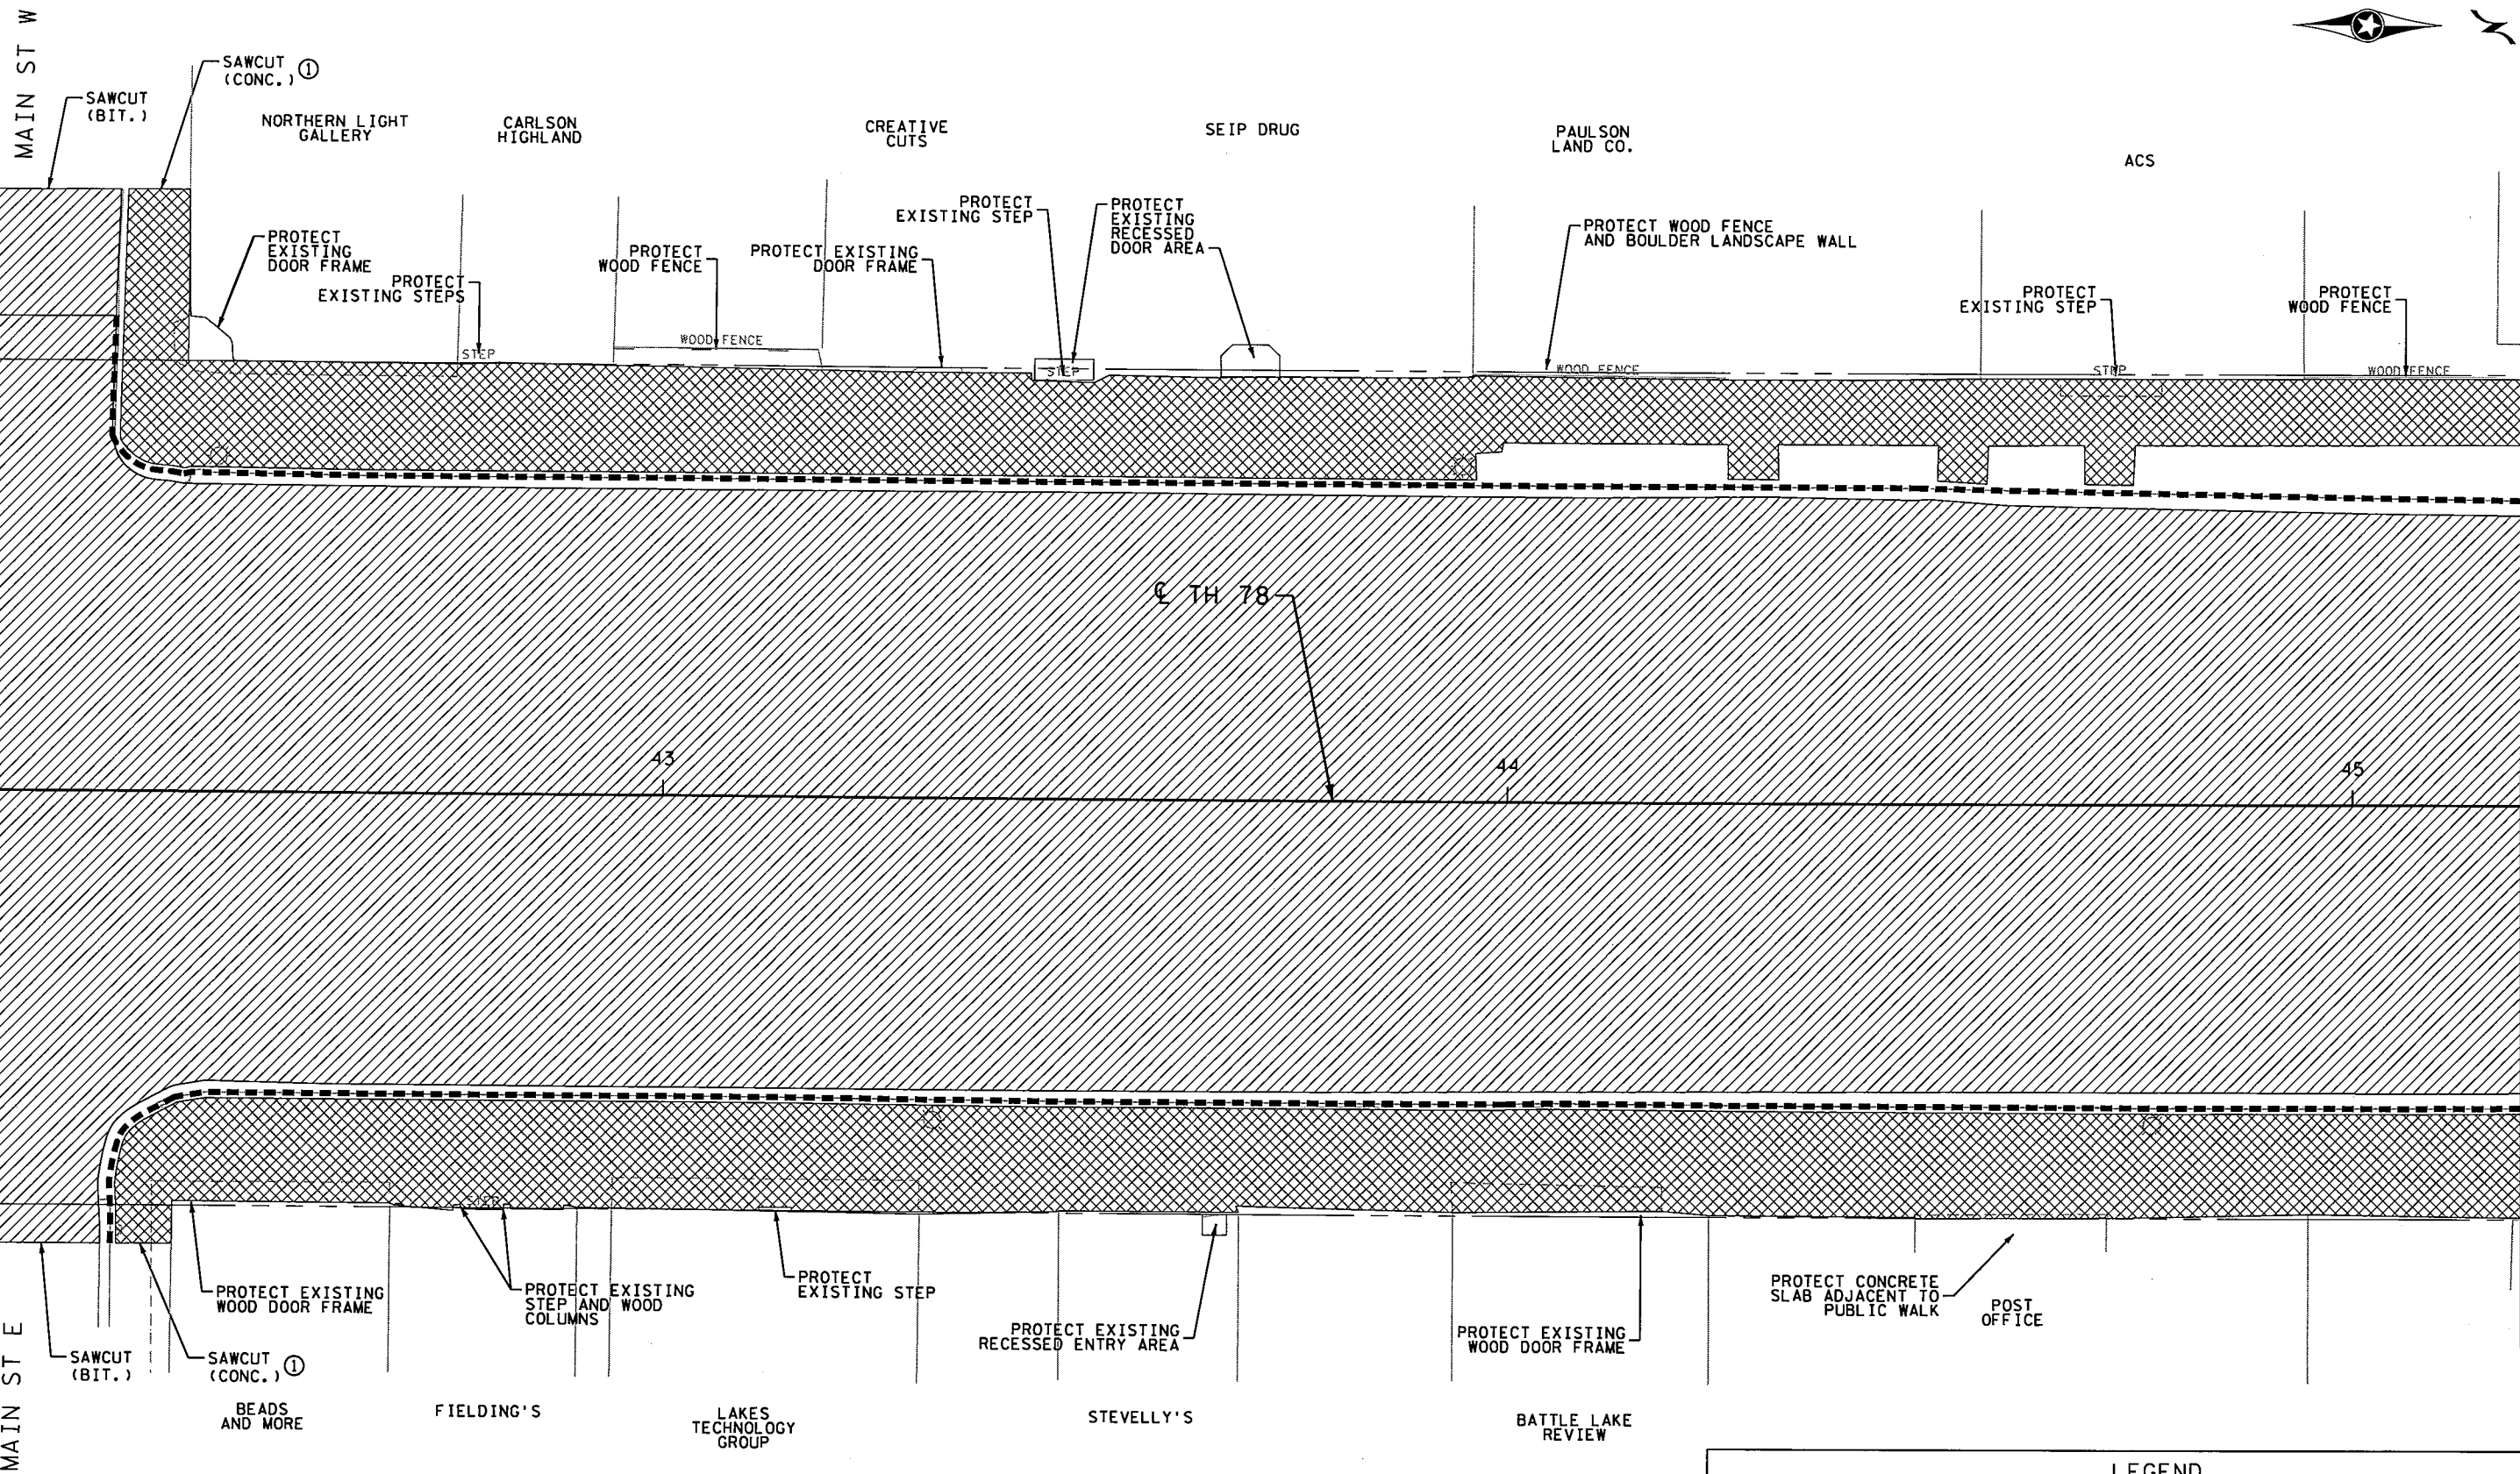 MAIN ST W
SAWCUT
(CONC.) ①
SAWCUT
(BIT.)
NORTHERN LIGHT
GALLERY
CARLSON
HIGHLAND
CREATIVE
CUTS
SEIP DRUG
PAULSON
LAND CO.
ACS
N
PROTECT
EXISTING
DOOR FRAME
PROTECT
EXISTING STEPS
PROTECT
WOOD FENCE
PROTECT EXISTING
DOOR FRAME
PROTECT
EXISTING STEP
PROTECT
EXISTING
RECESSED
DOOR AREA
PROTECT WOOD FENCE
AND BOULDER LANDSCAPE WALL
PROTECT
EXISTING STEP
PROTECT
WOOD FENCE
STEP
WOOD FENCE
STEP
WOOD FENCE
STEP
WOOD FENCE
℄ TH 78
43
44
45
STEP
PROTECT EXISTING
WOOD DOOR FRAME
PROTECT EXISTING
STEP AND WOOD
COLUMNS
PROTECT
EXISTING STEP
PROTECT EXISTING
RECESSED ENTRY AREA
PROTECT EXISTING
WOOD DOOR FRAME
PROTECT CONCRETE
SLAB ADJACENT TO
PUBLIC WALK
POST
OFFICE
MAIN ST E
SAWCUT
(BIT.)
SAWCUT
(CONC.) ①
BEADS
AND MORE
FIELDING'S
LAKES
TECHNOLOGY
GROUP
STEVELLY'S
BATTLE LAKE
REVIEW
LEGEND